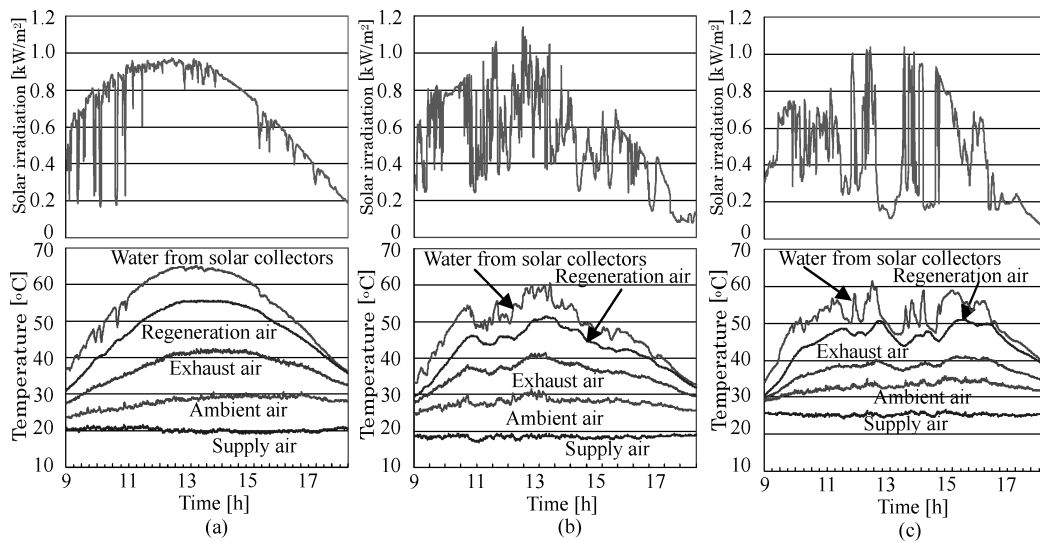 Solar irradiation [kW/m²]
1.2
1.0
0.8
0.6
0.4
0.2
0
Temperature [oC]
70
60
50
40
30
20
10
Water from solar collectors
Regeneration air
Exhaust air
Ambient air
Supply air
9 11 13 15 17
Time [h]
(a)
Solar irradiation [kW/m²]
1.2
1.0
0.8
0.6
0.4
0.2
0
Temperature [oC]
70
60
50
40
30
20
10
Water from solar collectors
Regeneration air
Exhaust air
Ambient air
Supply air
9 11 13 15 17
Time [h]
(b)
Solar irradiation [kW/m²]
1.2
1.0
0.8
0.6
0.4
0.2
0
Temperature [oC]
70
60
50
40
30
20
10
Water from solar collectors
Regeneration air
Exhaust air
Ambient air
Supply air
9 11 13 15 17
Time [h]
(c)